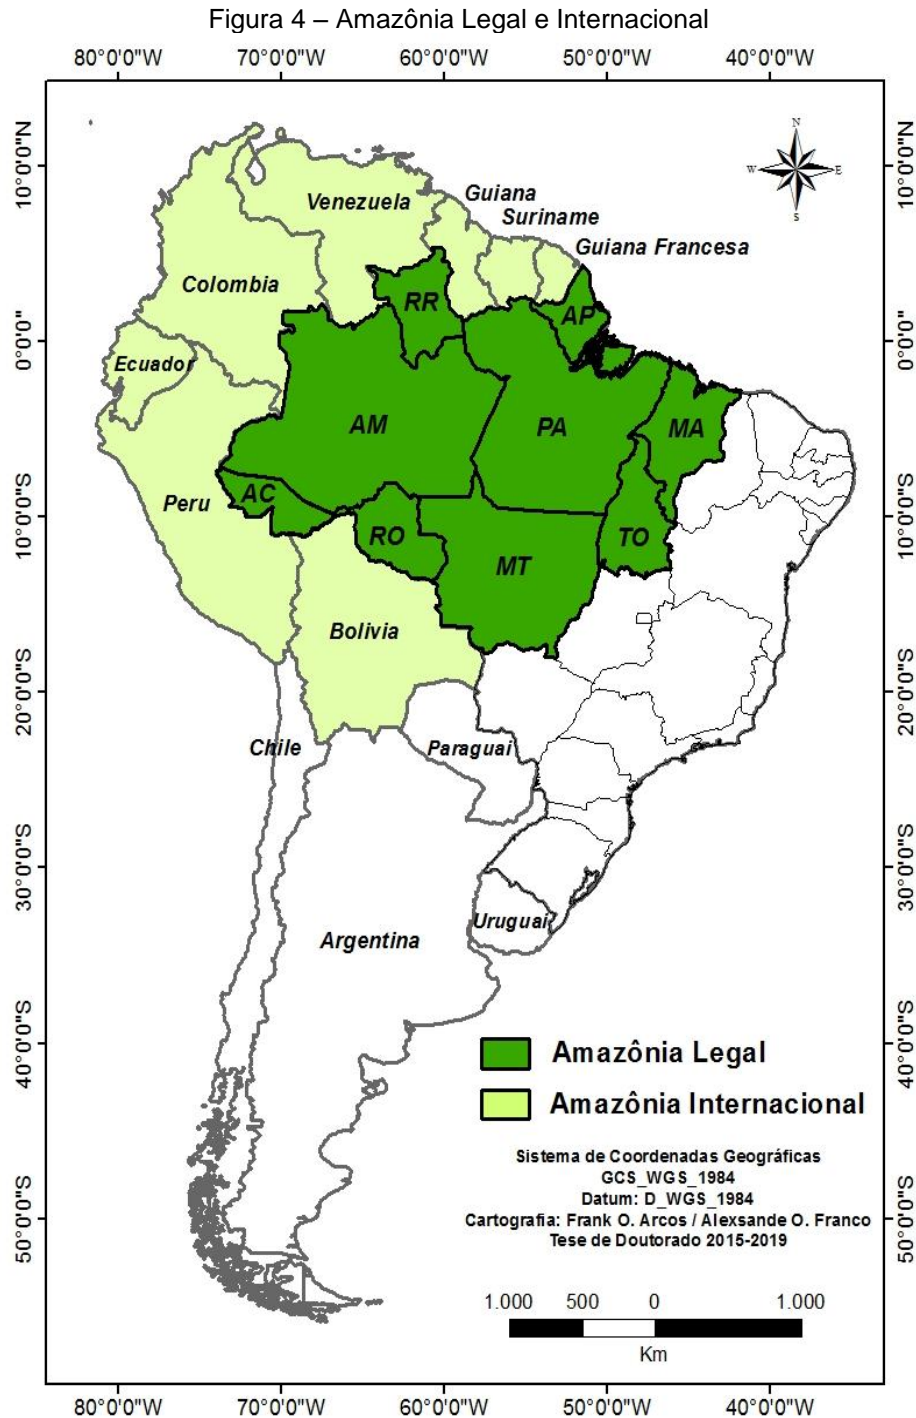 Figura 4 – Amazônia Legal e Internacional
80°0'0"W 70°0'0"W 60°0'0"W 50°0'0"W 40°0'0"W
10°0'0"N
10°0'0"N
N
W
E
S
Venezuela
Guiana
Suriname
Guiana Francesa
Colombia
RR
AP
0°0'0"
0°0'0"
Ecuador
AM
PA
MA
Peru
AC
RO
MT
TO
10°0'0"S
10°0'0"S
Bolivia
20°0'0"S
20°0'0"S
Chile
Paraguai
30°0'0"S
30°0'0"S
Uruguai
Argentina
40°0'0"S
40°0'0"S
Amazônia Legal
Amazônia Internacional
Sistema de Coordenadas Geográficas
GCS_WGS_1984
Datum: D_WGS_1984
Cartografia: Frank O. Arcos / Alexsande O. Franco
Tese de Doutorado 2015-2019
50°0'0"S
50°0'0"S
1.000 500 0 1.000
Km
80°0'0"W 70°0'0"W 60°0'0"W 50°0'0"W 40°0'0"W